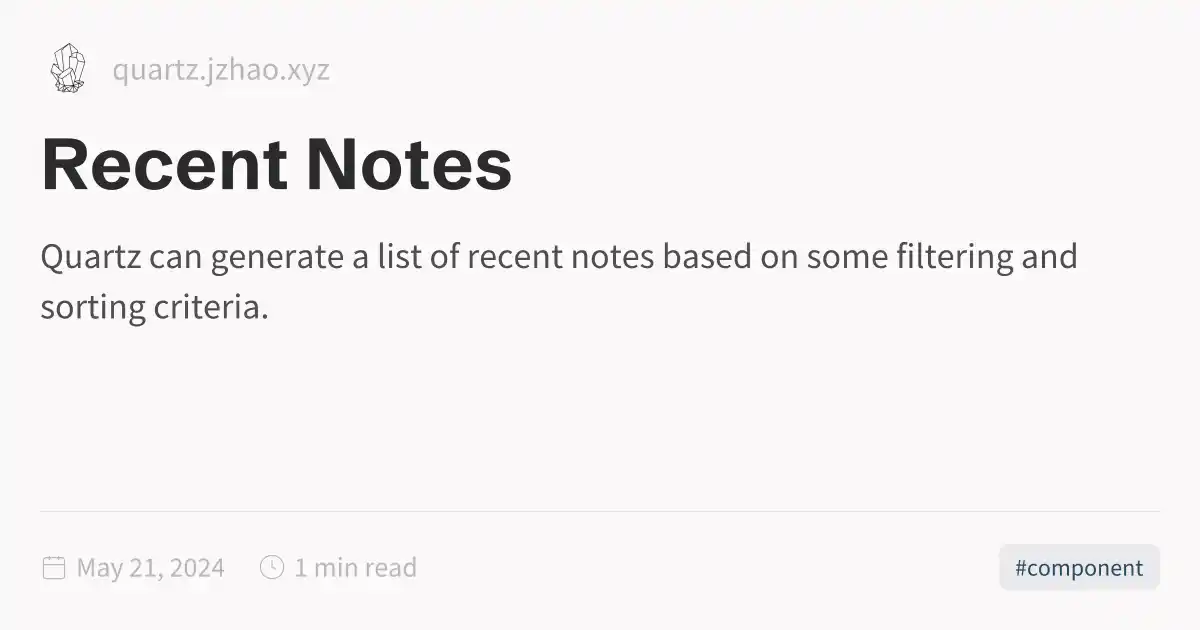 quartz.jzhao.xyz
Recent Notes
Quartz can generate a list of recent notes based on some filtering and
sorting criteria.
May 21, 2024
1 min read
#component